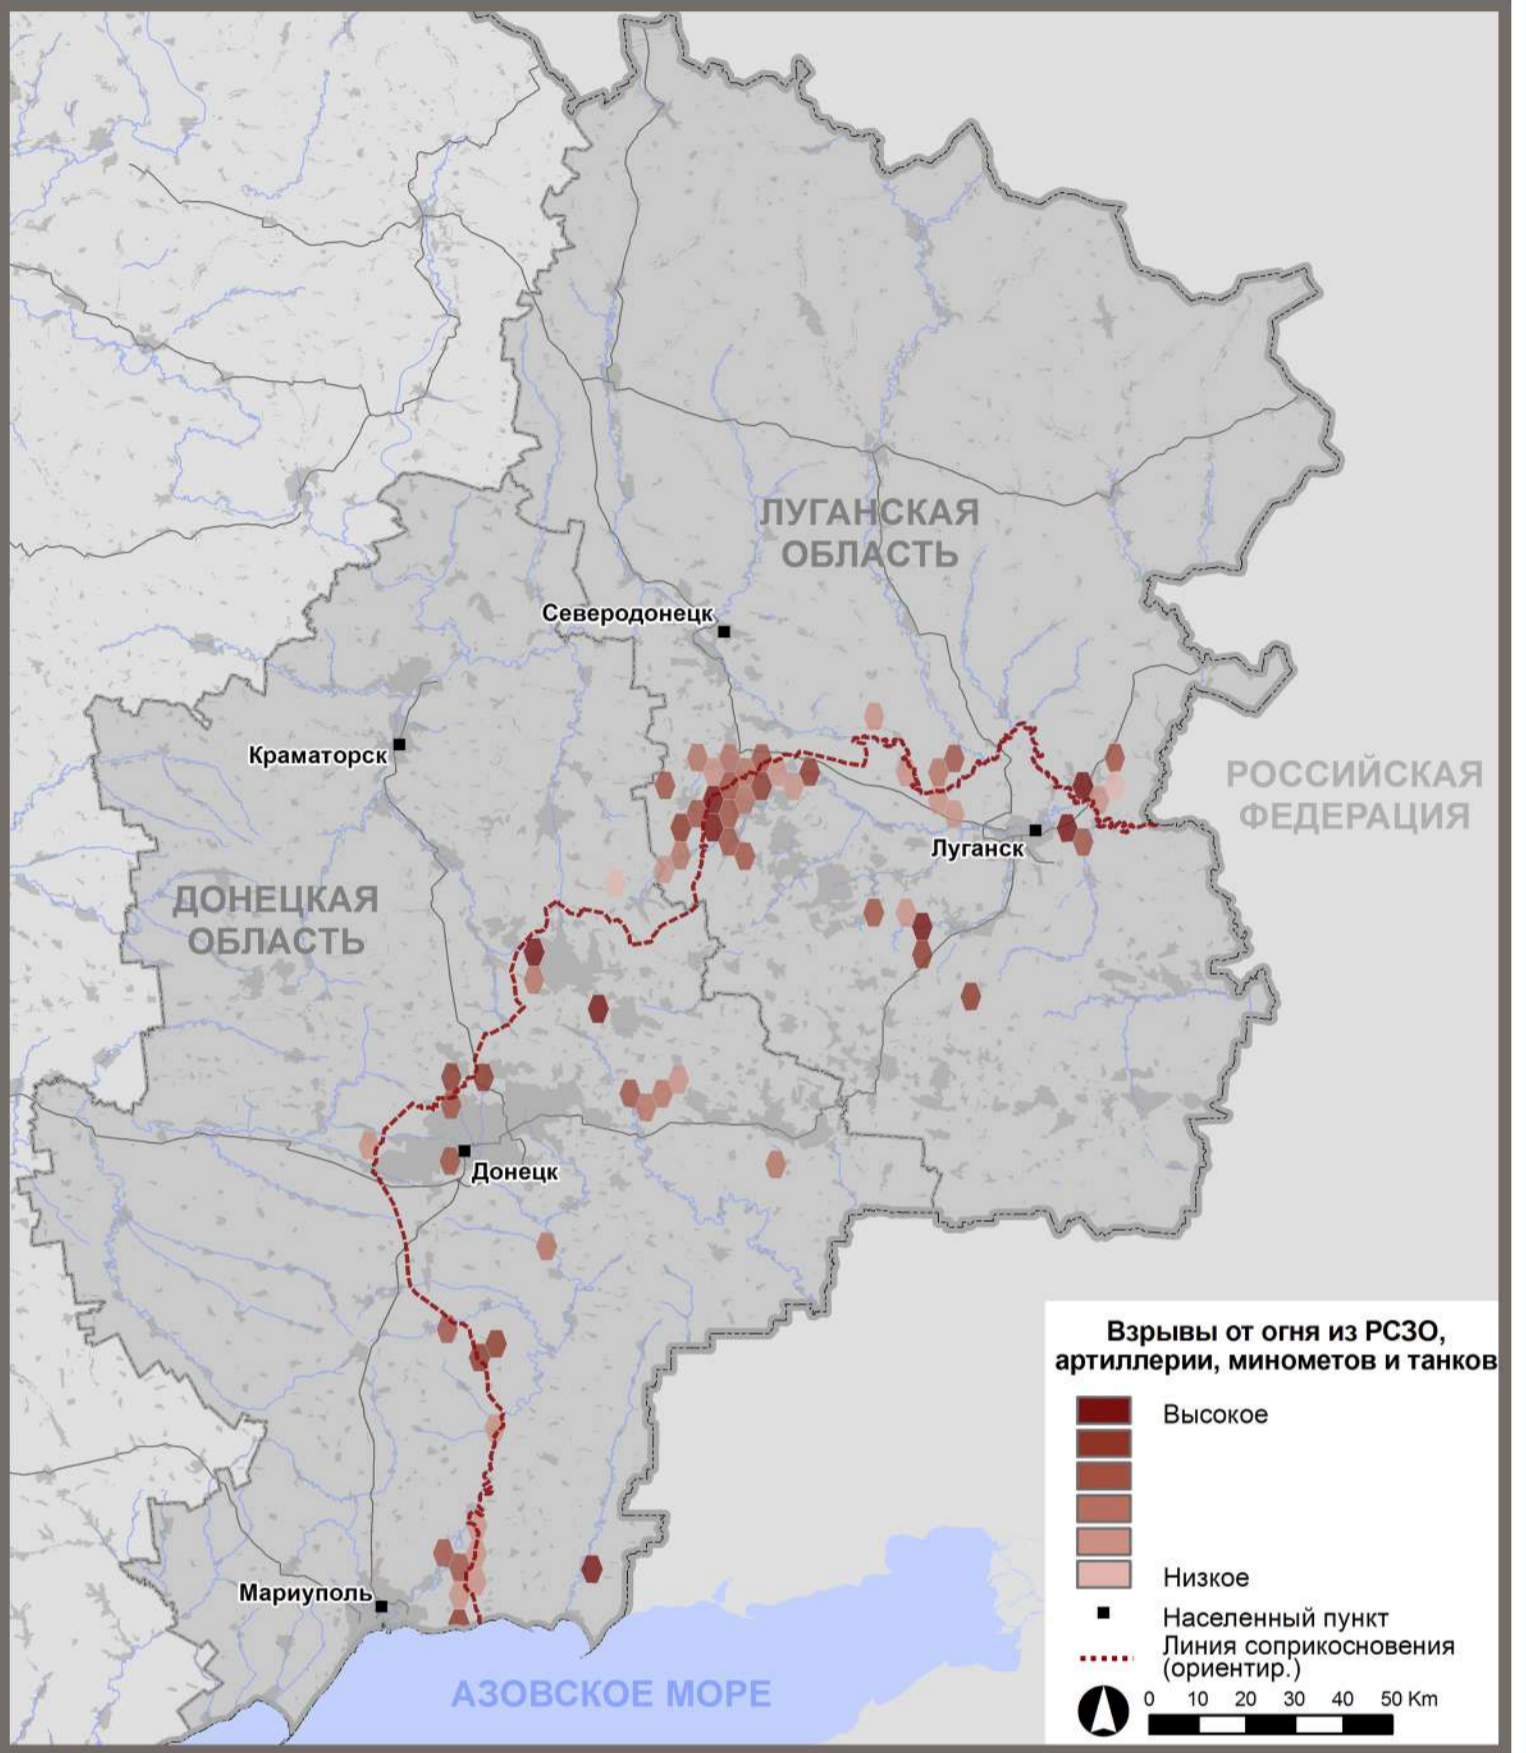 ЛУГАНСКАЯ
ОБЛАСТЬ
Северодонецк
Краматорск
РОССИЙСКАЯ
ФЕДЕРАЦИЯ
Луганск
ДОНЕЦКАЯ
ОБЛАСТЬ
Донецк
Мариуполь
АЗОВСКОЕ МОРЕ
Взрывы от огня из РСЗО,
артиллерии, минометов и танков
Высокое
Низкое
Населенный пункт
Линия соприкосновения
(ориентир.)
0 10 20 30 40 50 Km